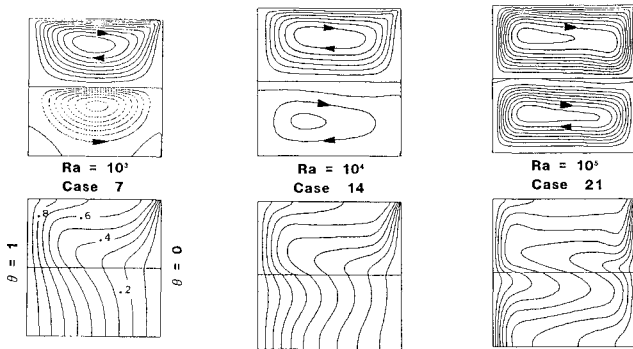 Ra = 10³
Case 7
Ra = 10⁴
Case 14
Ra = 10⁵
Case 21
θ = 1
.8
.6
.4
.2
θ = 0